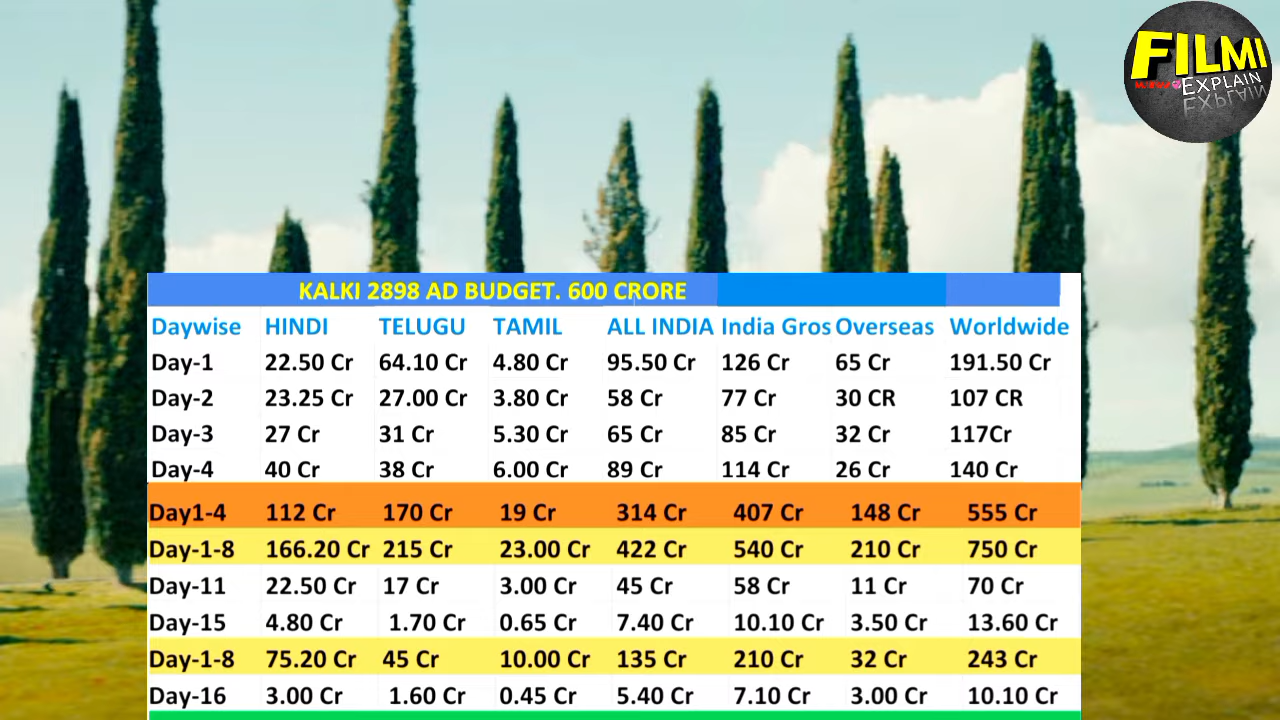 FILMI
EXPLAIN
KALKI 2898 AD BUDGET. 600 CRORE
Daywise HINDI TELUGU TAMIL ALL INDIA India Gros Overseas Worldwide
Day-1 22.50 Cr 64.10 Cr 4.80 Cr 95.50 Cr 126 Cr 65 Cr 191.50 Cr
Day-2 23.25 Cr 27.00 Cr 3.80 Cr 58 Cr 77 Cr 30 CR 107 CR
Day-3 27 Cr 31 Cr 5.30 Cr 65 Cr 85 Cr 32 Cr 117Cr
Day-4 40 Cr 38 Cr 6.00 Cr 89 Cr 114 Cr 26 Cr 140 Cr
Day1-4 112 Cr 170 Cr 19 Cr 314 Cr 407 Cr 148 Cr 555 Cr
Day-1-8 166.20 Cr 215 Cr 23.00 Cr 422 Cr 540 Cr 210 Cr 750 Cr
Day-11 22.50 Cr 17 Cr 3.00 Cr 45 Cr 58 Cr 11 Cr 70 Cr
Day-15 4.80 Cr 1.70 Cr 0.65 Cr 7.40 Cr 10.10 Cr 3.50 Cr 13.60 Cr
Day-1-8 75.20 Cr 45 Cr 10.00 Cr 135 Cr 210 Cr 32 Cr 243 Cr
Day-16 3.00 Cr 1.60 Cr 0.45 Cr 5.40 Cr 7.10 Cr 3.00 Cr 10.10 Cr